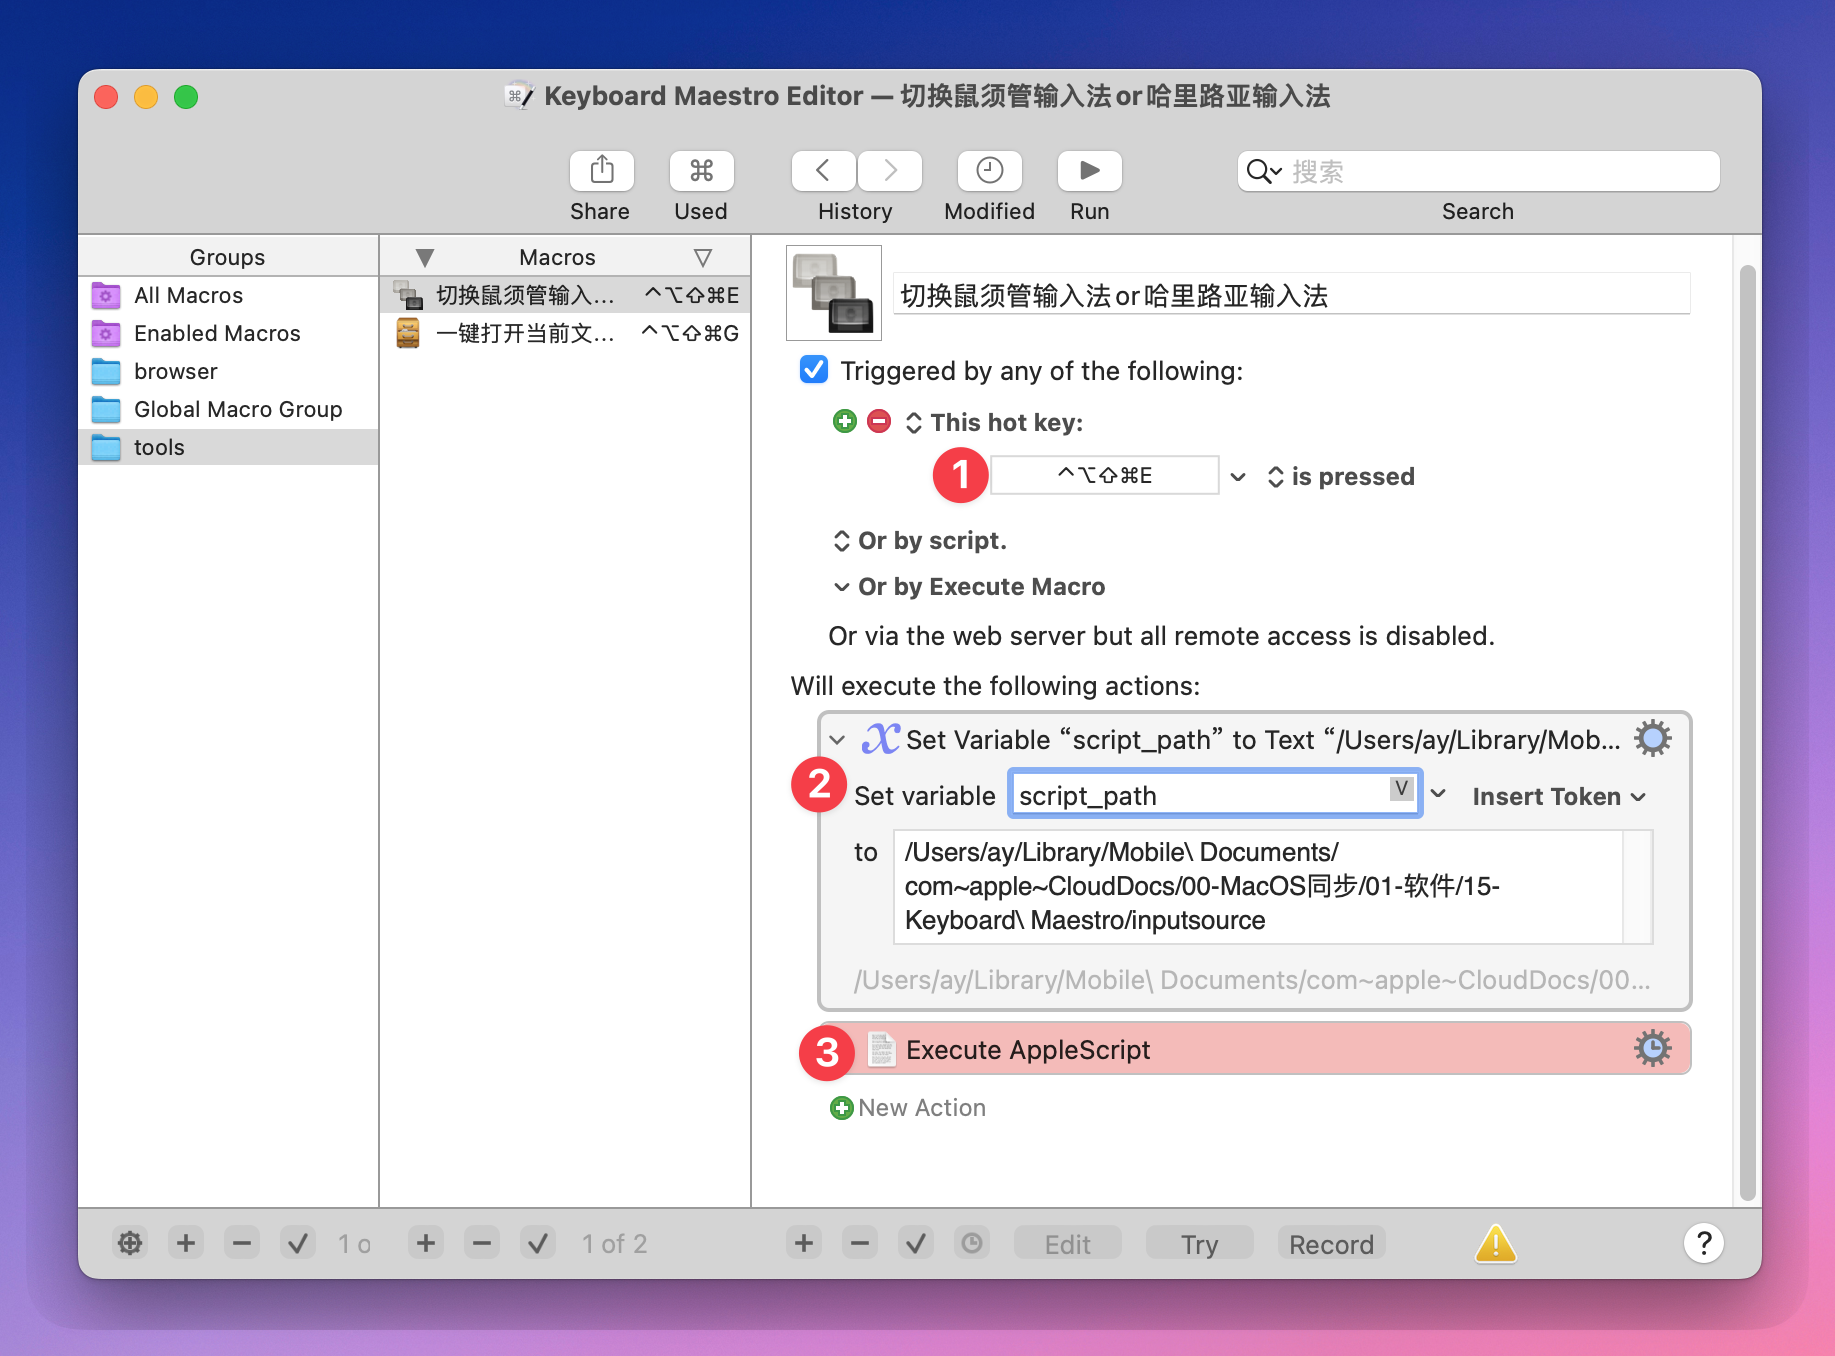 Keyboard Maestro Editor — 切换鼠须管输入法or哈里路亚输入法
搜索
Share
Used
History
Modified
Run
Search
Groups
All Macros
Enabled Macros
browser
Global Macro Group
tools
Macros
切换鼠须管输入... ^⌥⇧⌘E
一键打开当前文... ^⌥⇧⌘G
切换鼠须管输入法or哈里路亚输入法
Triggered by any of the following:
This hot key:
1 ^⌥⇧⌘E is pressed
Or by script.
Or by Execute Macro
Or via the web server but all remote access is disabled.
Will execute the following actions:
Set Variable “script_path” to Text “/Users/ay/Library/Mob...
2 Set variable script_path V Insert Token
to /Users/ay/Library/Mobile\ Documents/
com~apple~CloudDocs/00-MacOS同步/01-软件/15-
Keyboard\ Maestro/inputsource
/Users/ay/Library/Mobile\ Documents/com~apple~CloudDocs/00...
3 Execute AppleScript
New Action
1 o
1 of 2
Edit
Try
Record
?